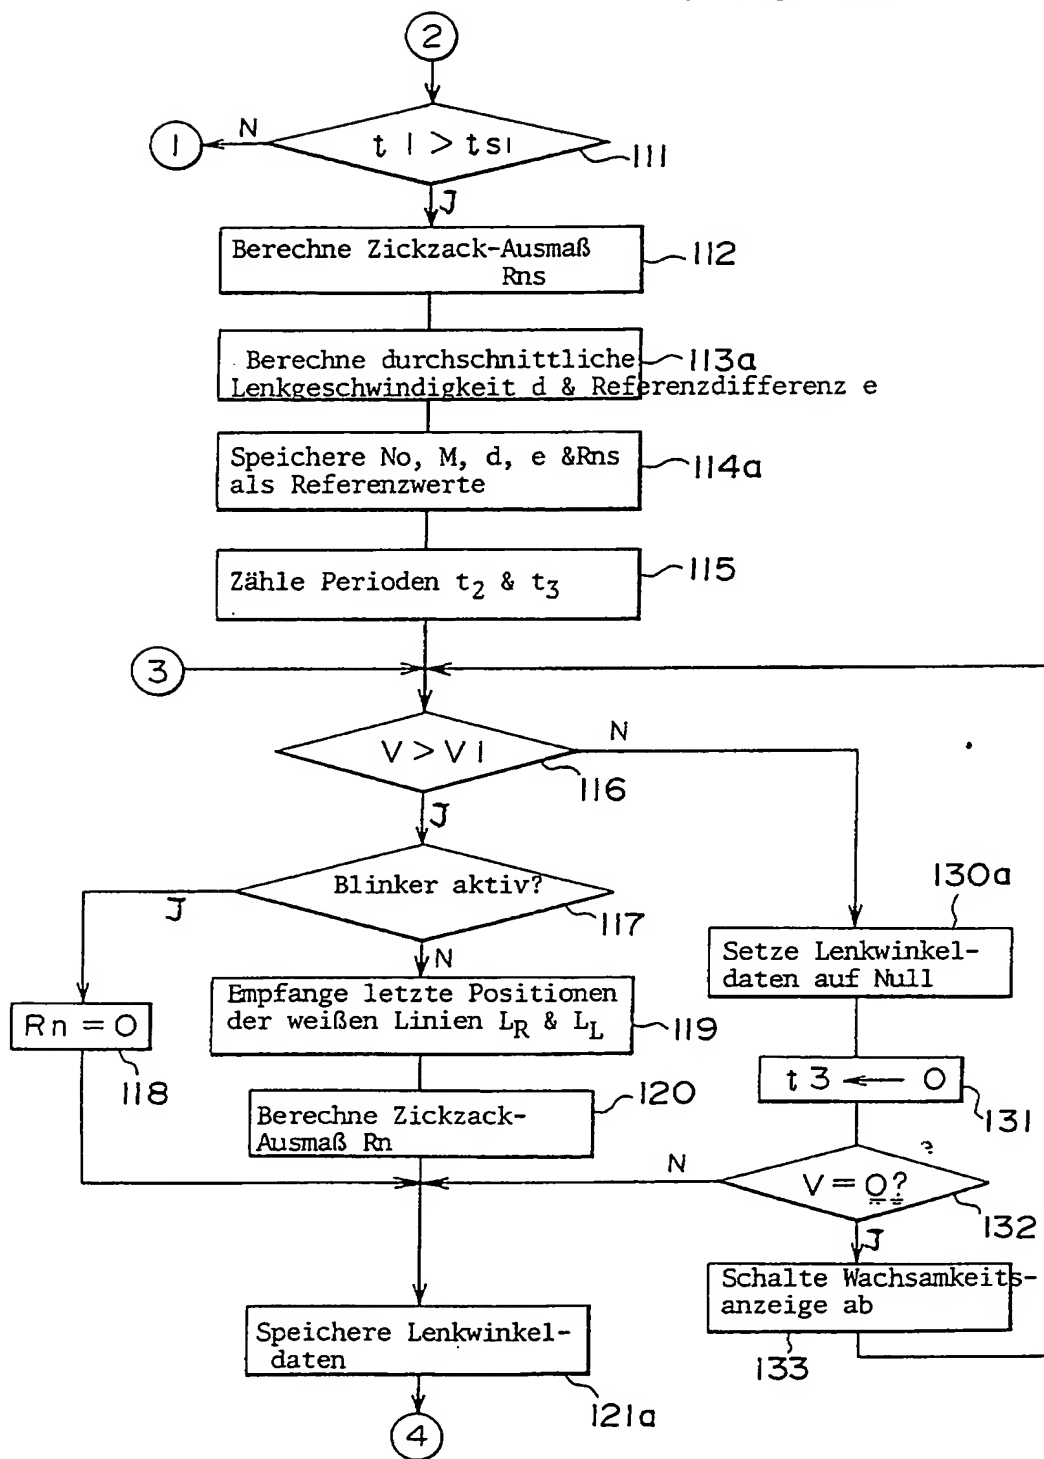 2
1
N
t1 > ts1
111
J
Berechne Zickzack-Ausmaß
Rns
112
Berechne durchschnittliche
Lenkgeschwindigkeit d & Referenzdifferenz e
113a
Speichere No, M, d, e &Rns
als Referenzwerte
114a
Zähle Perioden t2 & t3
115
3
V > V1
N
116
J
Blinker aktiv?
J
117
N
130a
Setze Lenkwinkel-
daten auf Null
Empfange letzte Positionen
der weißen Linien LR & LL
119
Rn = 0
118
t3 ← 0
131
Berechne Zickzack-
Ausmaß Rn
120
N
V = 0?
132
J
Schalte Wachsamkeits-
anzeige ab
133
Speichere Lenkwinkel-
daten
121a
4